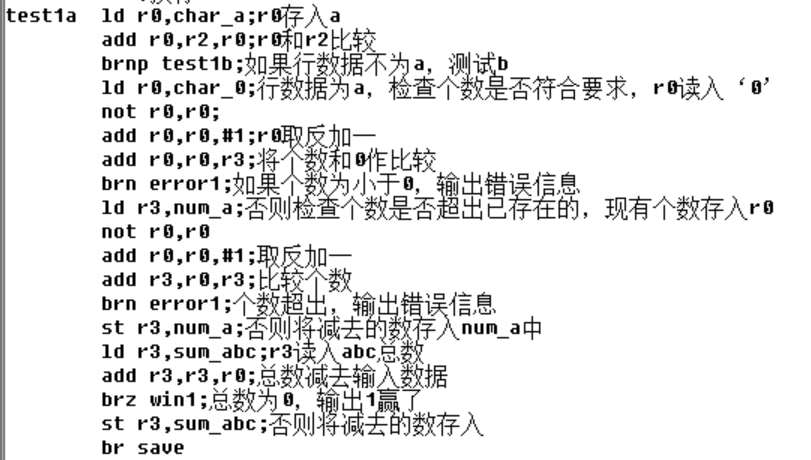 test1a ld r0,char_a;r0存入a
add r0,r2,r0;r0和r2比较
brnp test1b;如果行数据不为a，测试b
ld r0,char_0;行数据为a，检查个数是否符合要求，r0读入‘0’
not r0,r0;
add r0,r0,#1;r0取反加一
add r0,r0,r3;将个数和0作比较
brn error1;如果个数为小于0，输出错误信息
ld r3,num_a;否则检查个数是否超出已存在的，现有个数存入r0
not r0,r0
add r0,r0,#1;取反加一
add r3,r0,r3;比较个数
brn error1;个数超出，输出错误信息
st r3,num_a;否则将减去的数存入num_a中
ld r3,sum_abc;r3读入abc总数
add r3,r3,r0;总数减去输入数据
brz win1;总数为0，输出1赢了
st r3,sum_abc;否则将减去的数存入
br save